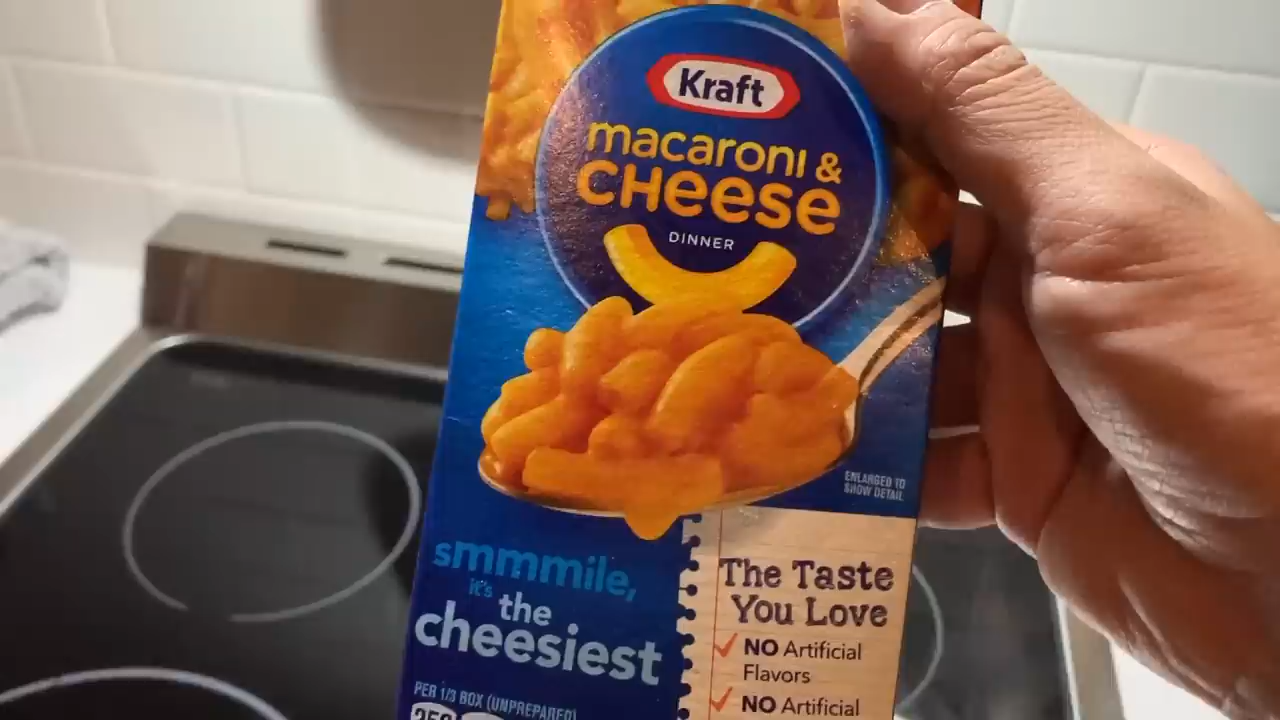 Kraft
macaroni &
CHeese
DINNER
ENLARGED TO
SHOW DETAIL
smmmile,
it's the
cheesiest
The Taste
You Love
NO Artificial
Flavors
NO Artificial
PER 1/3 BOX (UNPREPARED)